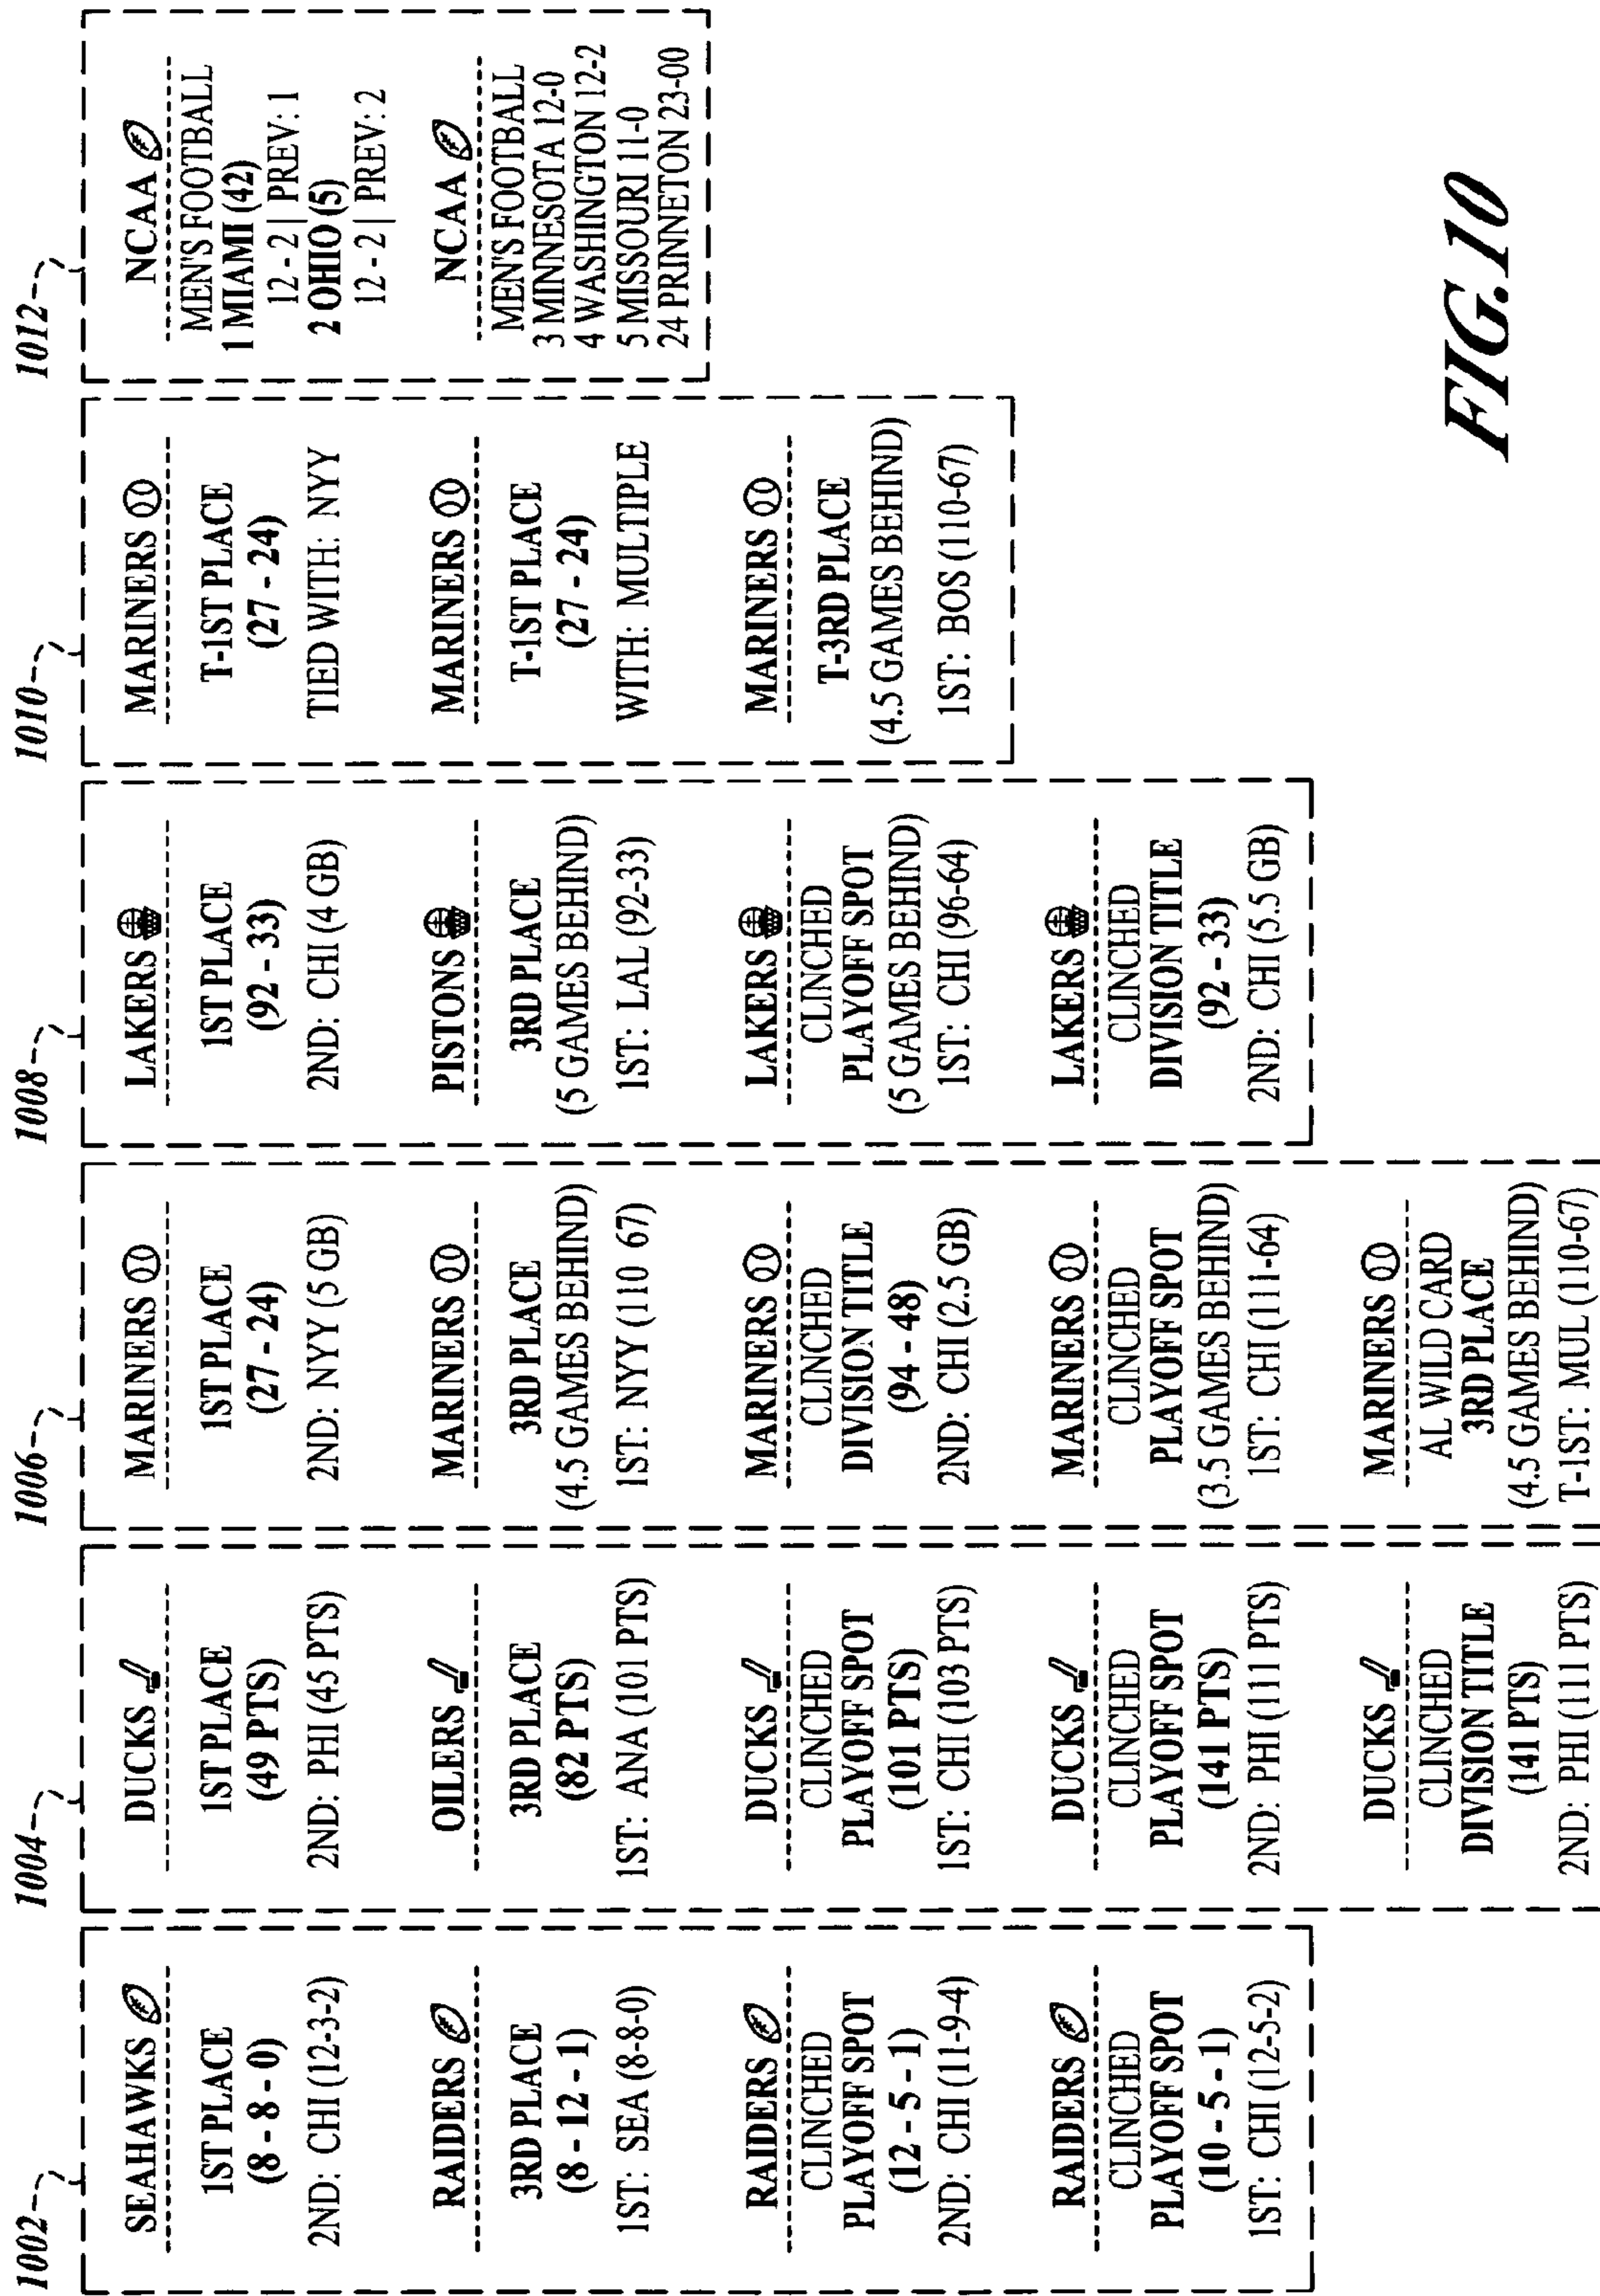 1002
SEAHAWKS
1ST PLACE
(8 - 8 - 0)
2ND: CHI (12-3-2)
RAIDERS
3RD PLACE
(8 - 12 - 1)
1ST: SEA (8-8-0)
RAIDERS
CLINCHED
PLAYOFF SPOT
(12 - 5 - 1)
2ND: CHI (11-9-4)
RAIDERS
CLINCHED
PLAYOFF SPOT
(10 - 5 - 1)
1ST: CHI (12-5-2)
1004
DUCKS
1ST PLACE
(49 PTS)
2ND: PHI (45 PTS)
OILERS
3RD PLACE
(82 PTS)
1ST: ANA (101 PTS)
DUCKS
CLINCHED
PLAYOFF SPOT
(101 PTS)
1ST: CHI (103 PTS)
DUCKS
CLINCHED
PLAYOFF SPOT
(141 PTS)
2ND: PHI (111 PTS)
DUCKS
CLINCHED
DIVISION TITLE
(141 PTS)
2ND: PHI (111 PTS)
1006
MARINERS
1ST PLACE
(27 - 24)
2ND: NYY (5 GB)
MARINERS
3RD PLACE
(4.5 GAMES BEHIND)
1ST: NYY (110 67)
MARINERS
CLINCHED
DIVISION TITLE
(94 - 48)
2ND: CHI (2.5 GB)
MARINERS
CLINCHED
PLAYOFF SPOT
(3.5 GAMES BEHIND)
1ST: CHI (111-64)
MARINERS
AL WILD CARD
3RD PLACE
(4.5 GAMES BEHIND)
T-1ST: MUL (110-67)
1008
LAKERS
1ST PLACE
(92 - 33)
2ND: CHI (4 GB)
PISTONS
3RD PLACE
(5 GAMES BEHIND)
1ST: LAL (92-33)
LAKERS
CLINCHED
PLAYOFF SPOT
(5 GAMES BEHIND)
1ST: CHI (96-64)
LAKERS
CLINCHED
DIVISION TITLE
(92 - 33)
2ND: CHI (5.5 GB)
1010
MARINERS
T-1ST PLACE
(27 - 24)
TIED WITH: NYY
MARINERS
T-1ST PLACE
(27 - 24)
WITH: MULTIPLE
MARINERS
T-3RD PLACE
(4.5 GAMES BEHIND)
1ST: BOS (110-67)
1012
NCAA
MEN'S FOOTBALL
1 MIAMI (42)
12 - 2 | PREV: 1
2 OHIO (5)
12 - 2 | PREV: 2
NCAA
MEN'S FOOTBALL
3 MINNESOTA 12-0
4 WASHINGTON 12-2
5 MISSOURI 11-0
24 PRINNETON 23-00
FIG.10